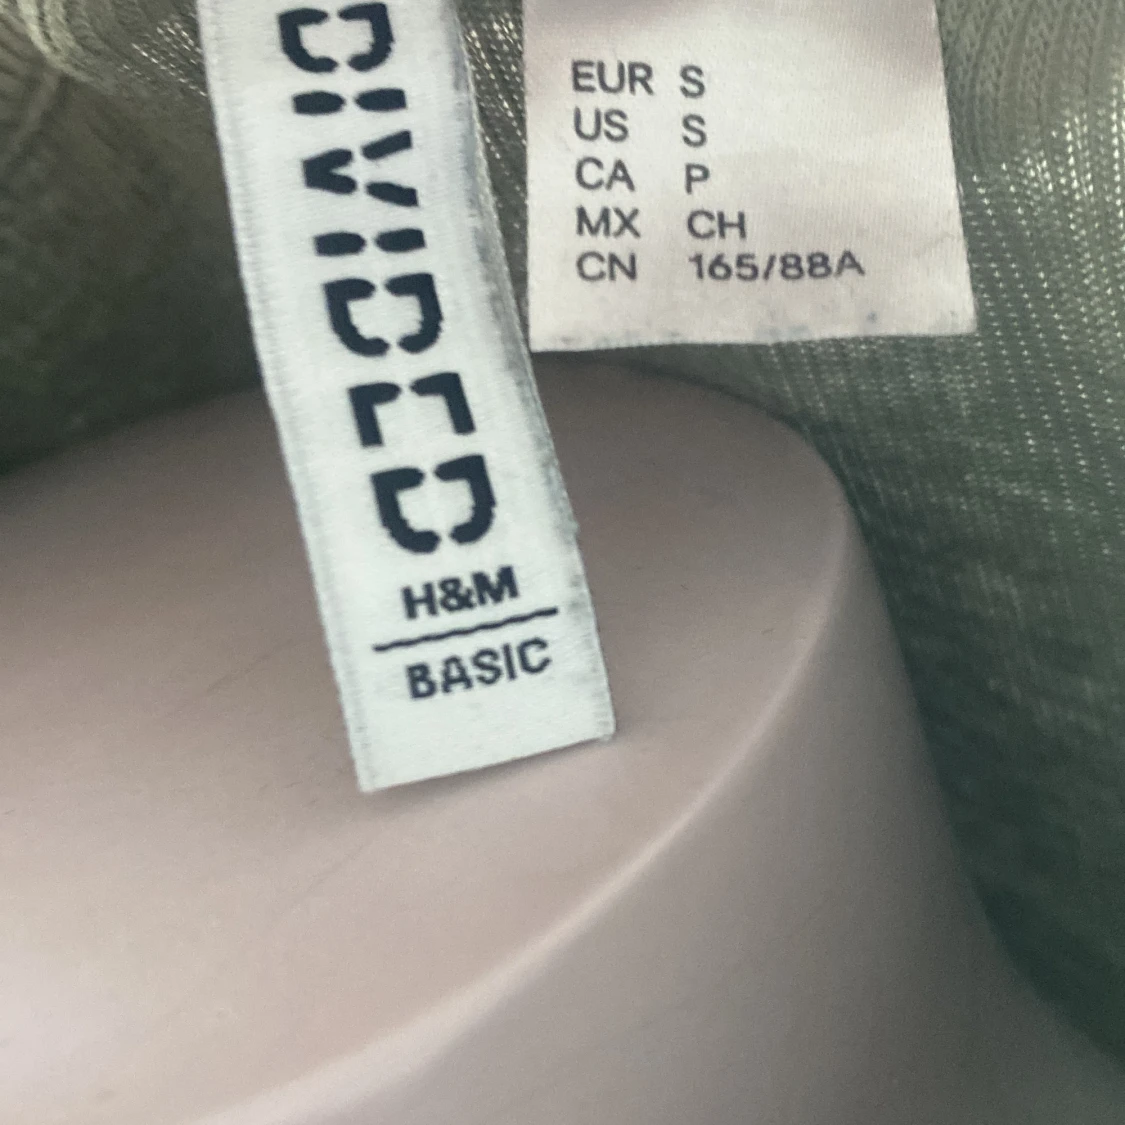 DIVIDED
H&M
BASIC
EUR S
US S
CA P
MX CH
CN 165/88A